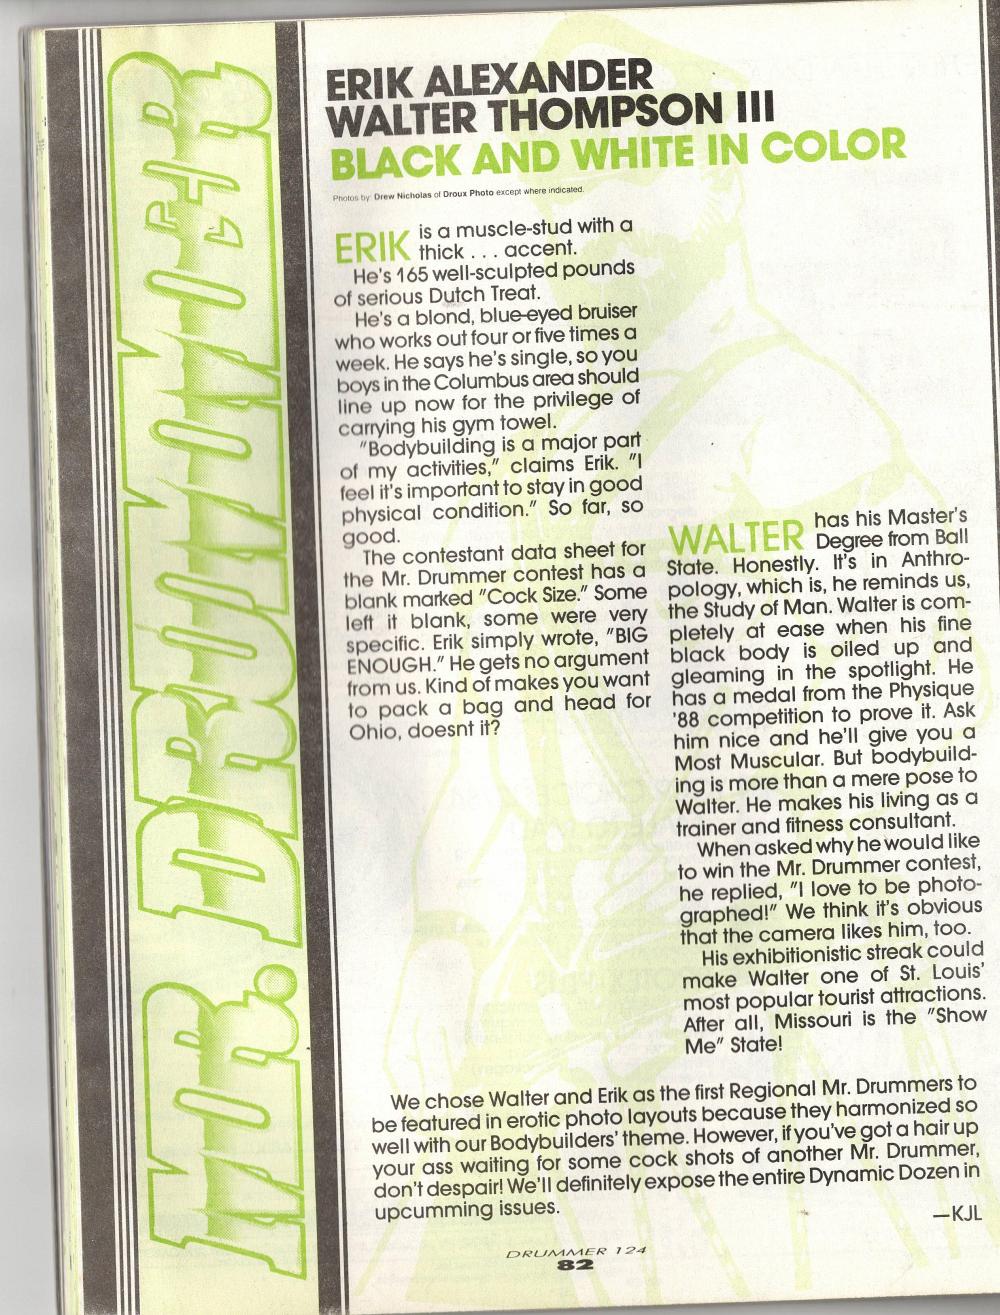 MR. DRUMMER
ERIK ALEXANDER
WALTER THOMPSON III
BLACK AND WHITE IN COLOR
Photos by: Drew Nicholas of Droux Photo except where indicated.
ERIK is a muscle-stud with a
thick . . . accent.
He's 165 well-sculpted pounds
of serious Dutch Treat.
He's a blond, blue-eyed bruiser
who works out four or five times a
week. He says he's single, so you
boys in the Columbus area should
line up now for the privilege of
carrying his gym towel.
"Bodybuilding is a major part
of my activities," claims Erik. "I
feel it's important to stay in good
physical condition." So far, so
good.
The contestant data sheet for
the Mr. Drummer contest has a
blank marked "Cock Size." Some
left it blank, some were very
specific. Erik simply wrote, "BIG
ENOUGH." He gets no argument
from us. Kind of makes you want
to pack a bag and head for
Ohio, doesnt it?
WALTER has his Master's
Degree from Ball
State. Honestly. It's in Anthro-
pology, which is, he reminds us,
the Study of Man. Walter is com-
pletely at ease when his fine
black body is oiled up and
gleaming in the spotlight. He
has a medal from the Physique
'88 competition to prove it. Ask
him nice and he'll give you a
Most Muscular. But bodybuild-
ing is more than a mere pose to
Walter. He makes his living as a
trainer and fitness consultant.
When asked why he would like
to win the Mr. Drummer contest,
he replied, "I love to be photo-
graphed!" We think it's obvious
that the camera likes him, too.
His exhibitionistic streak could
make Walter one of St. Louis'
most popular tourist attractions.
After all, Missouri is the "Show
Me" State!
We chose Walter and Erik as the first Regional Mr. Drummers to
be featured in erotic photo layouts because they harmonized so
well with our Bodybuilders' theme. However, if you've got a hair up
your ass waiting for some cock shots of another Mr. Drummer,
don't despair! We'll definitely expose the entire Dynamic Dozen in
upcumming issues.
—KJL
DRUMMER 124
82